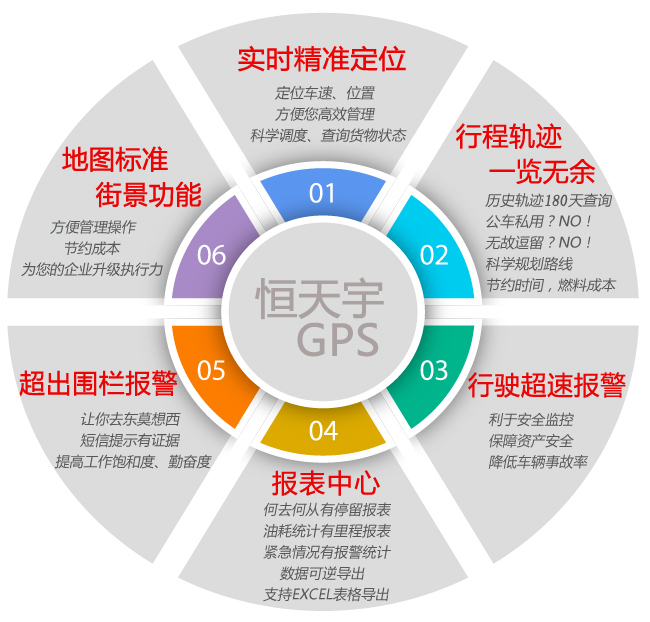 实时精准定位
定位车速、位置
方便您高效管理
科学调度、查询货物状态
01
行程轨迹
一览无余
历史轨迹180天查询
公车私用？NO！
无故逗留？NO！
科学规划路线
节约时间，燃料成本
02
行驶超速报警
利于安全监控
保障资产安全
降低车辆事故率
03
报表中心
何去何从有停留报表
油耗统计有里程报表
紧急情况有报警统计
数据可逆导出
支持EXCEL表格导出
04
超出围栏报警
让你去东莫想西
短信提示有证据
提高工作饱和度、勤奋度
05
地图标准
街景功能
方便管理操作
节约成本
为您的企业升级执行力
06
恒天宇
GPS